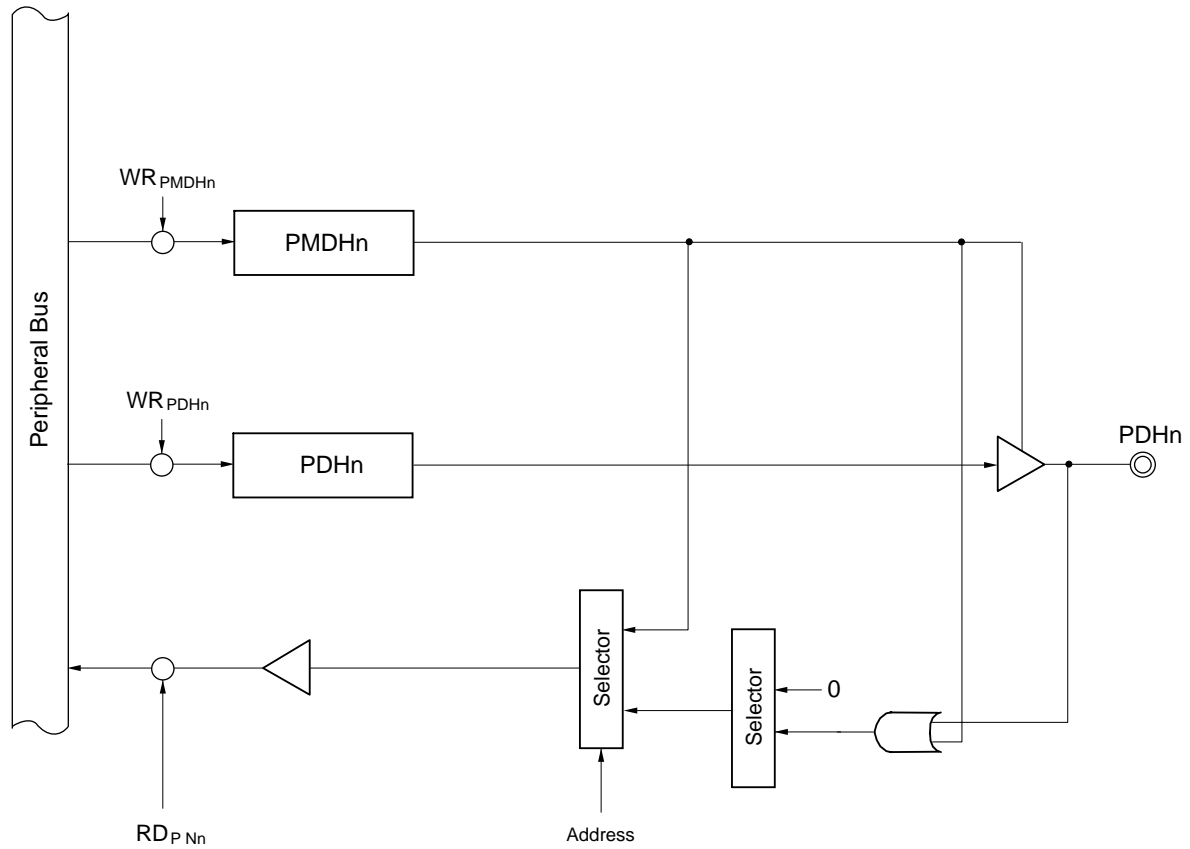 WR PMDHn
PMDHn
Peripheral Bus
WR PDHn
PDHn
PDHn
Selector
Selector
0
RD P Nn
Address